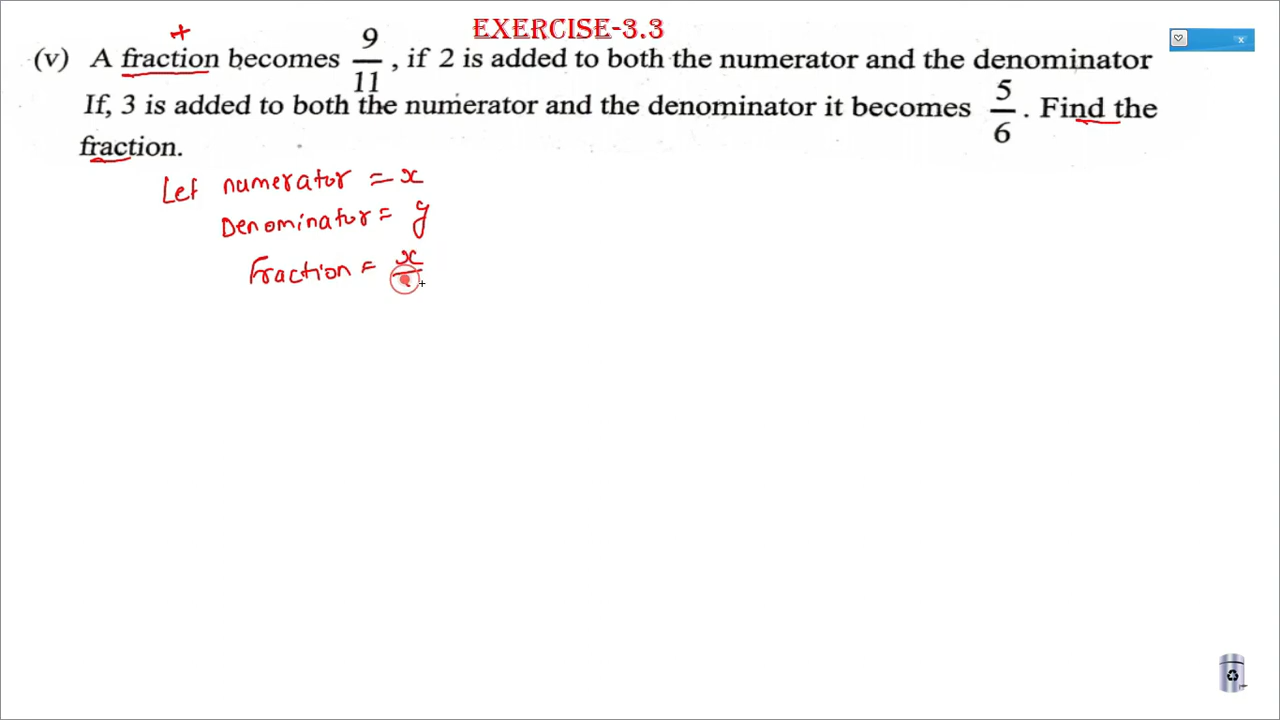 EXERCISE-3.3
(v) A fraction becomes 9/11, if 2 is added to both the numerator and the denominator
If, 3 is added to both the numerator and the denominator it becomes 5/6. Find the
fraction.
Let numerator = x
Denominator = y
Fraction = x